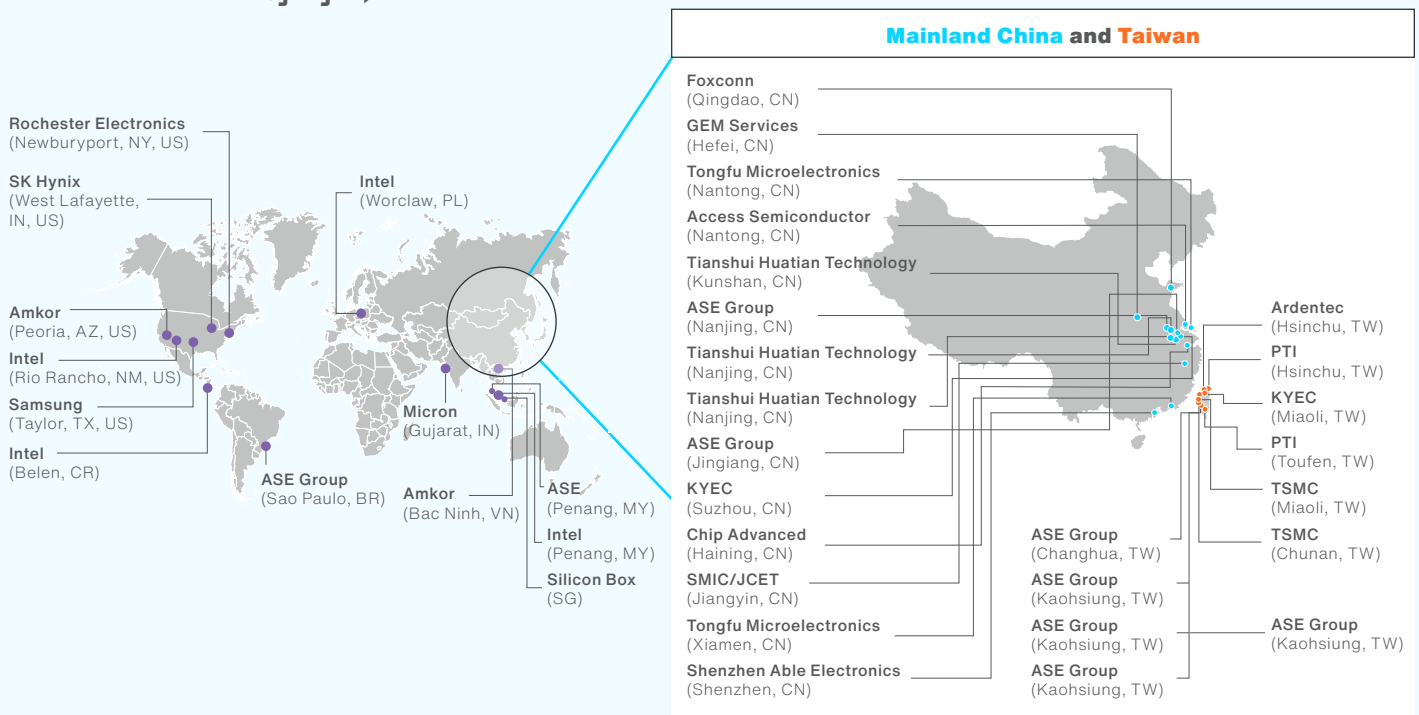 Mainland China and Taiwan
Rochester Electronics
(Newburyport, NY, US)
SK Hynix
(West Lafayette,
IN, US)
Intel
(Worclaw, PL)
Amkor
(Peoria, AZ, US)
Intel
(Rio Rancho, NM, US)
Samsung
(Taylor, TX, US)
Intel
(Belen, CR)
ASE Group
(Sao Paulo, BR)
Micron
(Gujarat, IN)
Amkor
(Bac Ninh, VN)
ASE
(Penang, MY)
Intel
(Penang, MY)
Silicon Box
(SG)
Foxconn
(Qingdao, CN)
GEM Services
(Hefei, CN)
Tongfu Microelectronics
(Nantong, CN)
Access Semiconductor
(Nantong, CN)
Tianshui Huatian Technology
(Kunshan, CN)
ASE Group
(Nanjing, CN)
Tianshui Huatian Technology
(Nanjing, CN)
Tianshui Huatian Technology
(Nanjing, CN)
ASE Group
(Jingiang, CN)
KYEC
(Suzhou, CN)
Chip Advanced
(Haining, CN)
SMIC/JCET
(Jiangyin, CN)
Tongfu Microelectronics
(Xiamen, CN)
Shenzhen Able Electronics
(Shenzhen, CN)
ASE Group
(Changhua, TW)
ASE Group
(Kaohsiung, TW)
ASE Group
(Kaohsiung, TW)
ASE Group
(Kaohsiung, TW)
Ardentec
(Hsinchu, TW)
PTI
(Hsinchu, TW)
KYEC
(Miaoli, TW)
PTI
(Toufen, TW)
TSMC
(Miaoli, TW)
TSMC
(Chunan, TW)
ASE Group
(Kaohsiung, TW)